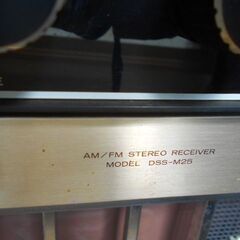 AM/FM STEREO RECEIVER
MODEL DSS-M25